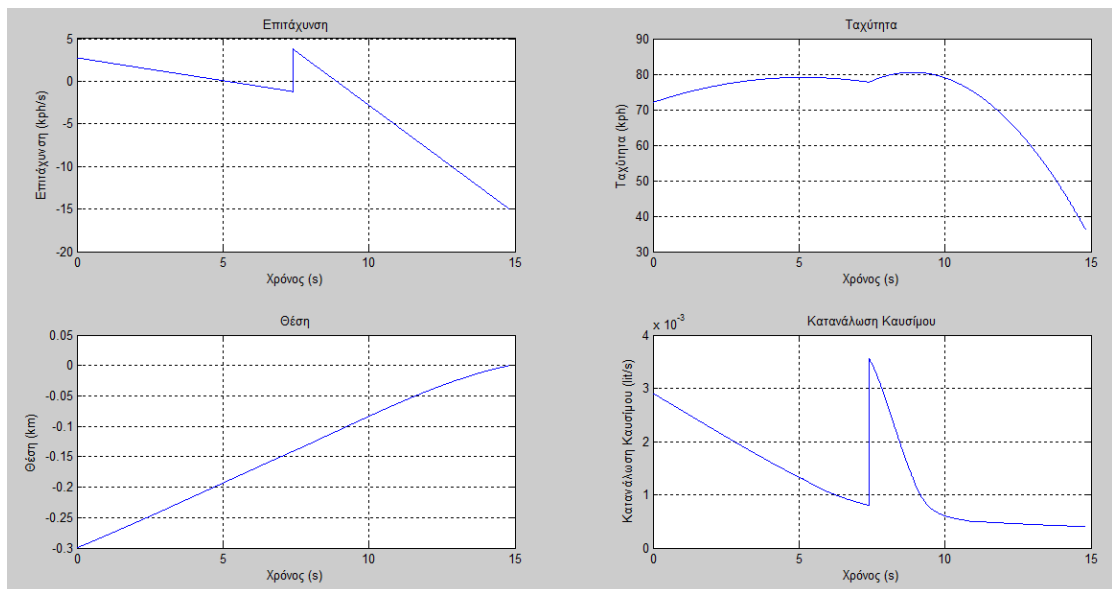 Επιτάχυνση
5
0
-5
-10
-15
-20
Επιτάχυνση (kph/s)
0 5 10 15
Χρόνος (s)
Ταχύτητα
90
80
70
60
50
40
30
Ταχύτητα (kph)
0 5 10 15
Χρόνος (s)
Θέση
0.05
0
-0.05
-0.1
-0.15
-0.2
-0.25
-0.3
Θέση (km)
0 5 10 15
Χρόνος (s)
Κατανάλωση Καυσίμου
x 10^-3
4
3
2
1
0
Κατανάλωση Καυσίμου (lit/s)
0 5 10 15
Χρόνος (s)